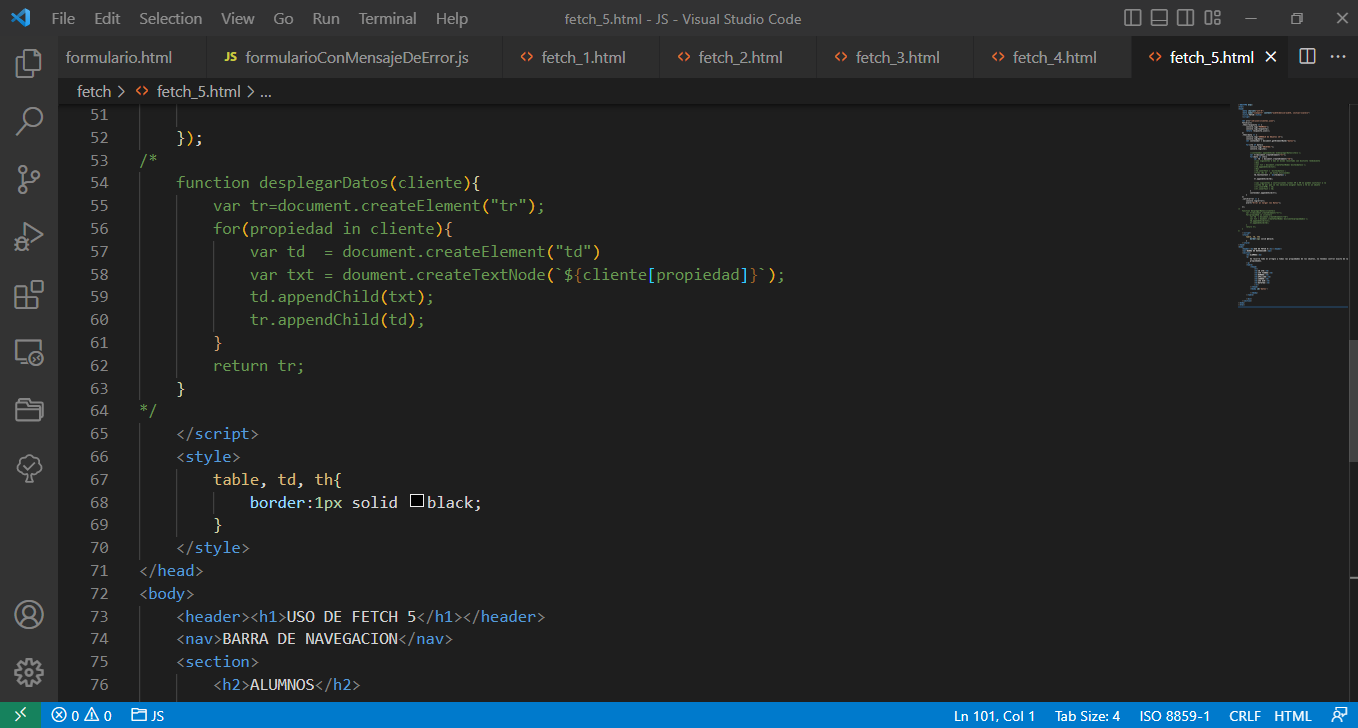 File Edit Selection View Go Run Terminal Help fetch_5.html - JS - Visual Studio Code
formulario.html JS formularioConMensajeDeError.js <> fetch_1.html <> fetch_2.html <> fetch_3.html <> fetch_4.html <> fetch_5.html
fetch > <> fetch_5.html > ...
51
52 });
53 /*
54 function desplegarDatos(cliente){
55 var tr=document.createElement("tr");
56 for(propiedad in cliente){
57 var td  = document.createElement("td")
58 var txt = doument.createTextNode(`${cliente[propiedad]}`);
59 td.appendChild(txt);
60 tr.appendChild(td);
61 }
62 return tr;
63 }
64 */
65 </script>
66 <style>
67 table, td, th{
68 border:1px solid black;
69 }
70 </style>
71 </head>
72 <body>
73 <header><h1>USO DE FETCH 5</h1></header>
74 <nav>BARRA DE NAVEGACION</nav>
75 <section>
76 <h2>ALUMNOS</h2>
0 0 JS Ln 101, Col 1 Tab Size: 4 ISO 8859-1 CRLF HTML